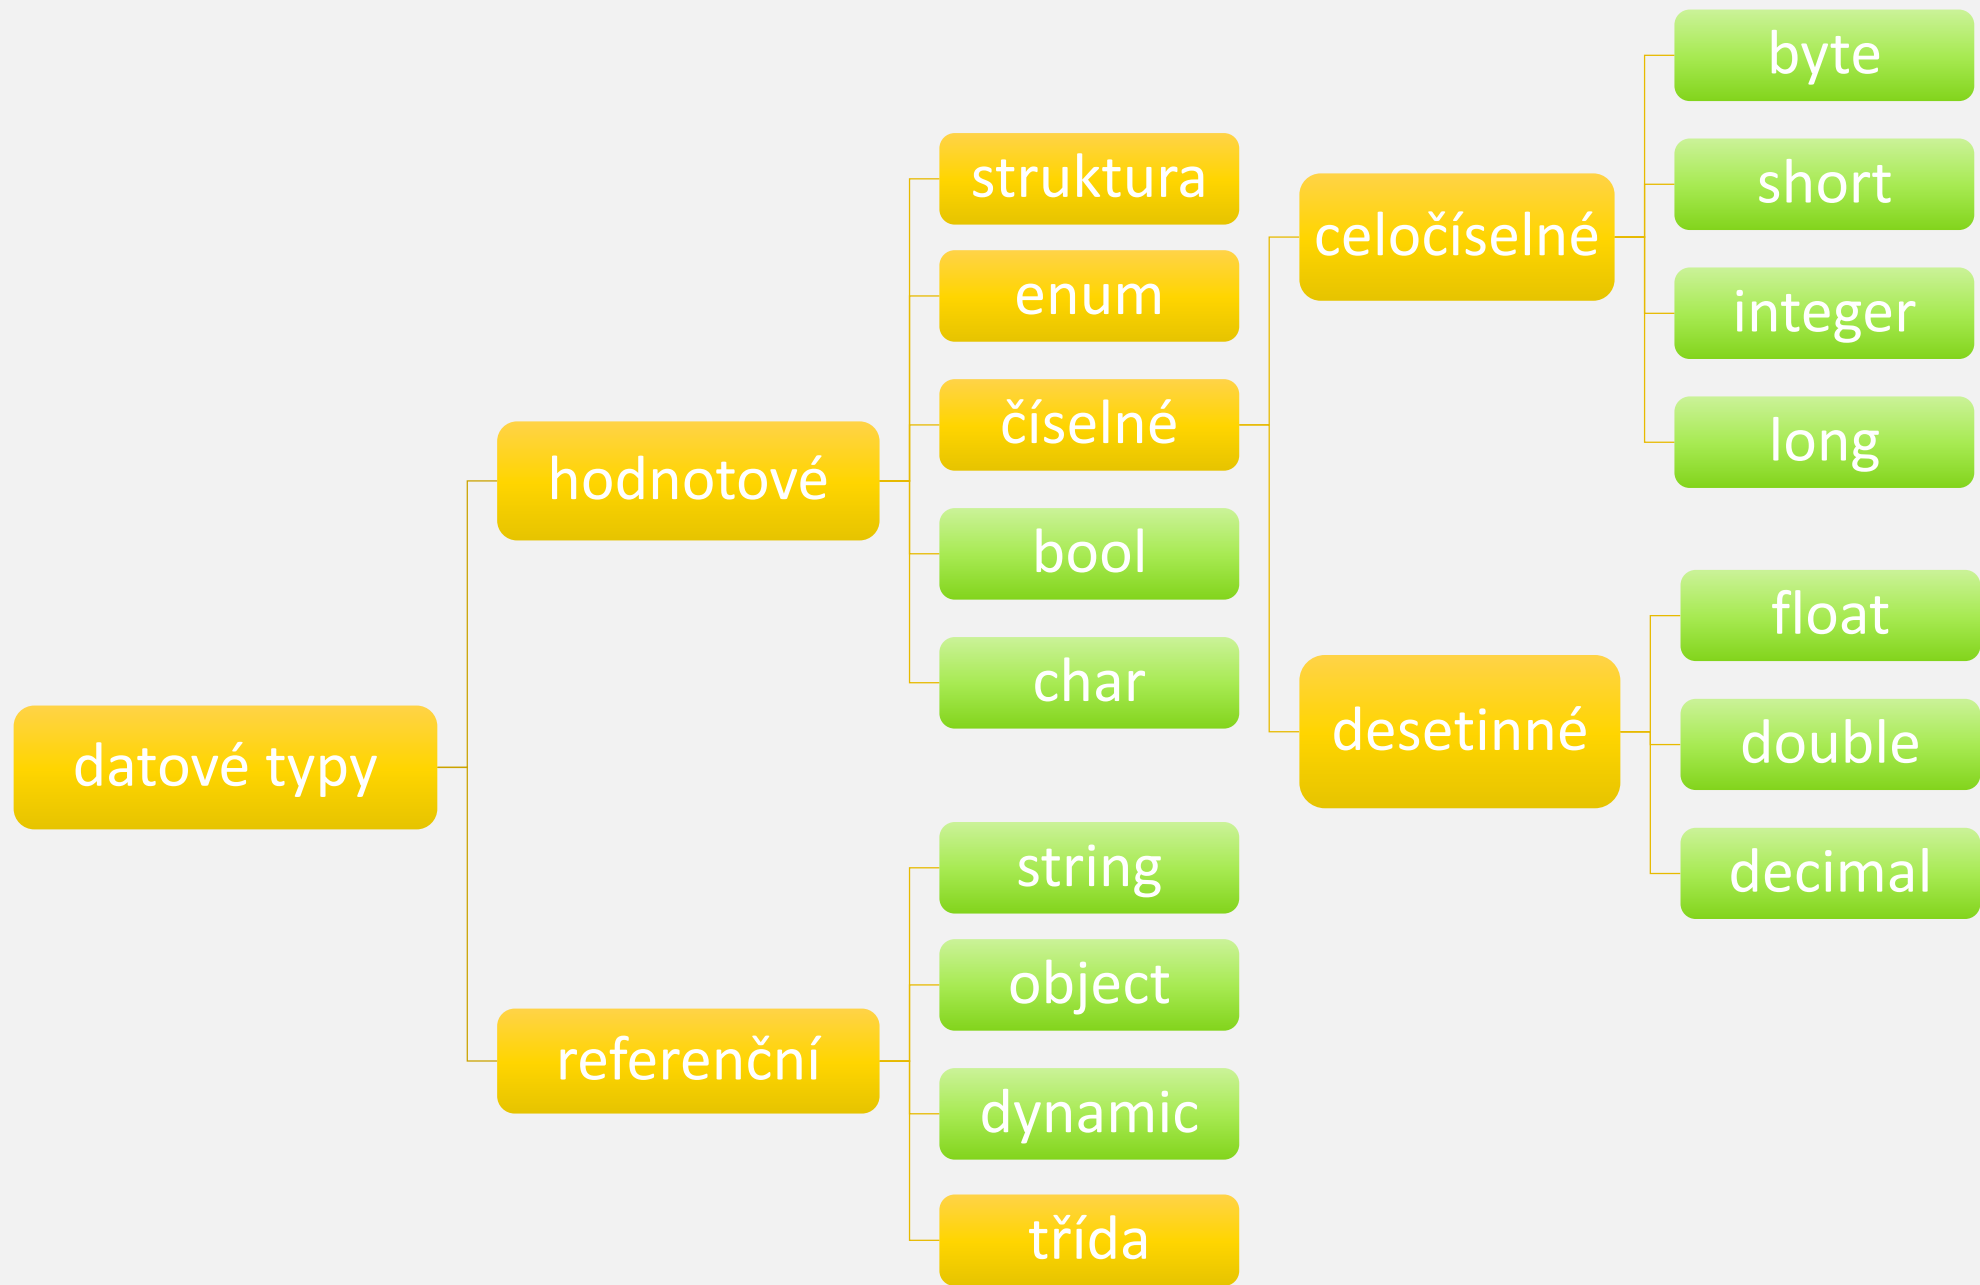 datové typy
hodnotové
struktura
enum
číselné
celočíselné
byte
short
integer
long
desetinné
float
double
decimal
bool
char
referenční
string
object
dynamic
třída